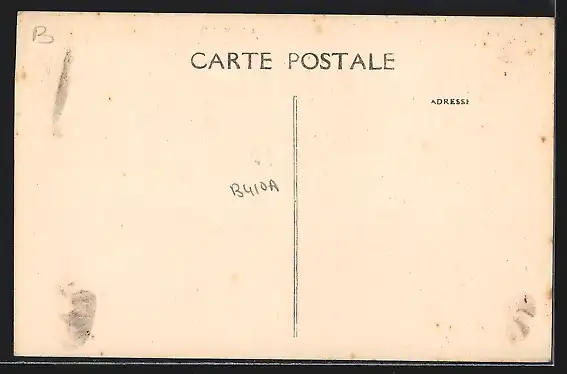 B
CARTE POSTALE
ADRESSE
B410A